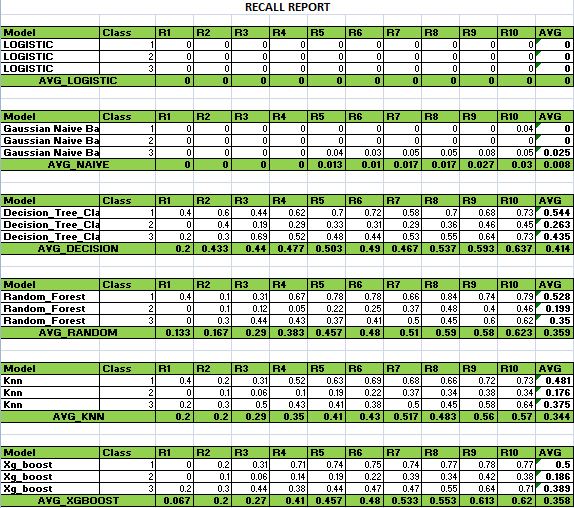 RECALL REPORT
Model Class R1 R2 R3 R4 R5 R6 R7 R8 R9 R10 AVG
LOGISTIC 1 0 0 0 0 0 0 0 0 0 0 0
LOGISTIC 2 0 0 0 0 0 0 0 0 0 0 0
LOGISTIC 3 0 0 0 0 0 0 0 0 0 0 0
AVG_LOGISTIC 0 0 0 0 0 0 0 0 0 0 0
Model Class R1 R2 R3 R4 R5 R6 R7 R8 R9 R10 AVG
Gaussian Naive Ba 1 0 0 0 0 0 0 0 0 0 0.04 0
Gaussian Naive Ba 2 0 0 0 0 0 0 0 0 0 0 0
Gaussian Naive Ba 3 0 0 0 0 0.04 0.03 0.05 0.05 0.08 0.05 0.025
AVG_NAIVE 0 0 0 0 0.013 0.01 0.017 0.017 0.027 0.03 0.008
Model Class R1 R2 R3 R4 R5 R6 R7 R8 R9 R10 AVG
Decision_Tree_Cla 1 0.4 0.6 0.44 0.62 0.7 0.72 0.58 0.7 0.68 0.73 0.544
Decision_Tree_Cla 2 0 0.4 0.19 0.29 0.33 0.31 0.29 0.36 0.46 0.45 0.263
Decision_Tree_Cla 3 0.2 0.3 0.69 0.52 0.48 0.44 0.53 0.55 0.64 0.73 0.435
AVG_DECISION 0.2 0.433 0.44 0.477 0.503 0.49 0.467 0.537 0.593 0.637 0.414
Model Class R1 R2 R3 R4 R5 R6 R7 R8 R9 R10 AVG
Random_Forest 1 0.4 0.1 0.31 0.67 0.78 0.78 0.66 0.84 0.74 0.79 0.528
Random_Forest 2 0 0.1 0.12 0.05 0.22 0.25 0.37 0.48 0.4 0.46 0.199
Random_Forest 3 0 0.3 0.44 0.43 0.37 0.41 0.5 0.45 0.6 0.62 0.35
AVG_RANDOM 0.133 0.167 0.29 0.383 0.457 0.48 0.51 0.59 0.58 0.623 0.359
Model Class R1 R2 R3 R4 R5 R6 R7 R8 R9 R10 AVG
Knn 1 0.4 0.2 0.31 0.52 0.63 0.69 0.68 0.66 0.72 0.73 0.481
Knn 2 0 0.1 0.06 0.1 0.19 0.22 0.37 0.34 0.38 0.34 0.176
Knn 3 0.2 0.3 0.5 0.43 0.41 0.38 0.5 0.45 0.58 0.64 0.375
AVG_KNN 0.2 0.2 0.29 0.35 0.41 0.43 0.517 0.483 0.56 0.57 0.344
Model Class R1 R2 R3 R4 R5 R6 R7 R8 R9 R10 AVG
Xg_boost 1 0 0.2 0.31 0.71 0.74 0.75 0.74 0.77 0.78 0.77 0.5
Xg_boost 2 0 0.1 0.06 0.14 0.19 0.22 0.39 0.34 0.42 0.38 0.186
Xg_boost 3 0.2 0.3 0.44 0.38 0.44 0.47 0.47 0.55 0.64 0.71 0.389
AVG_XGBOOST 0.067 0.2 0.27 0.41 0.457 0.48 0.533 0.553 0.613 0.62 0.358